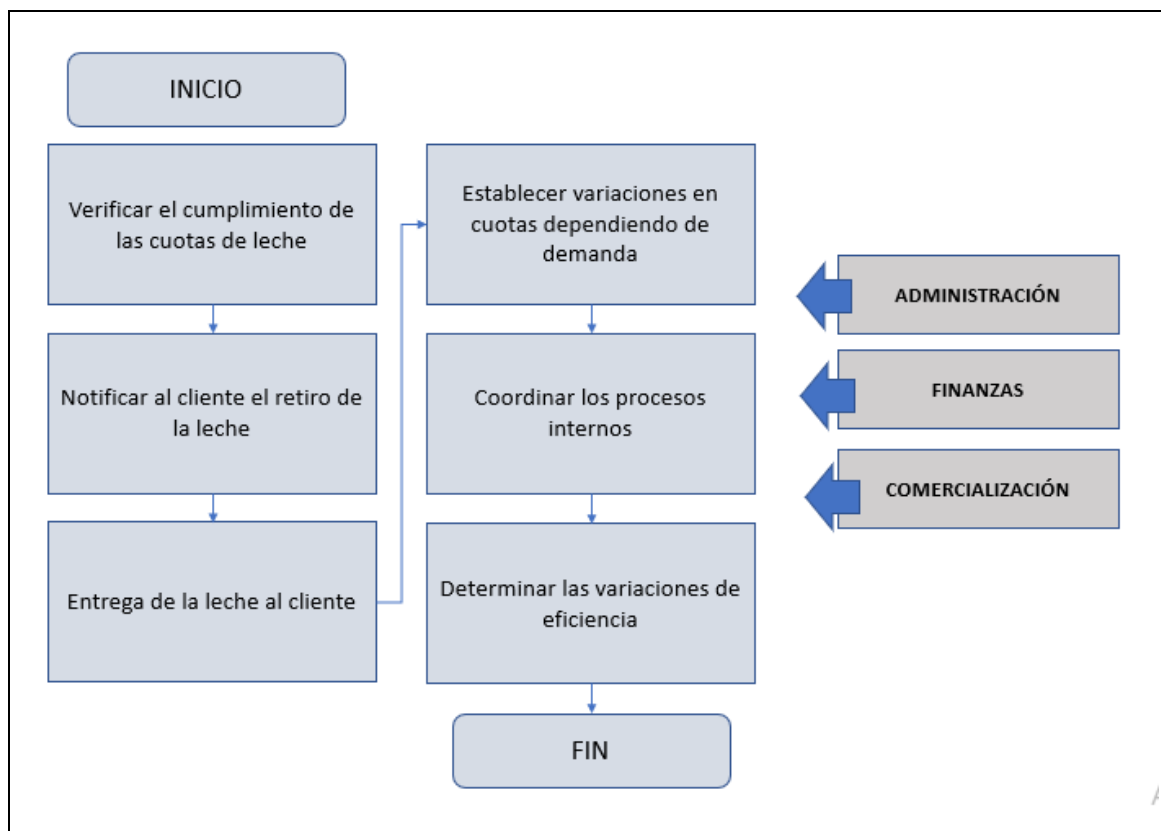 INICIO
Verificar el cumplimiento de
las cuotas de leche
Notificar al cliente el retiro de
la leche
Entrega de la leche al cliente
Establecer variaciones en
cuotas dependiendo de
demanda
Coordinar los procesos
internos
Determinar las variaciones de
eficiencia
FIN
ADMINISTRACIÓN
FINANZAS
COMERCIALIZACIÓN